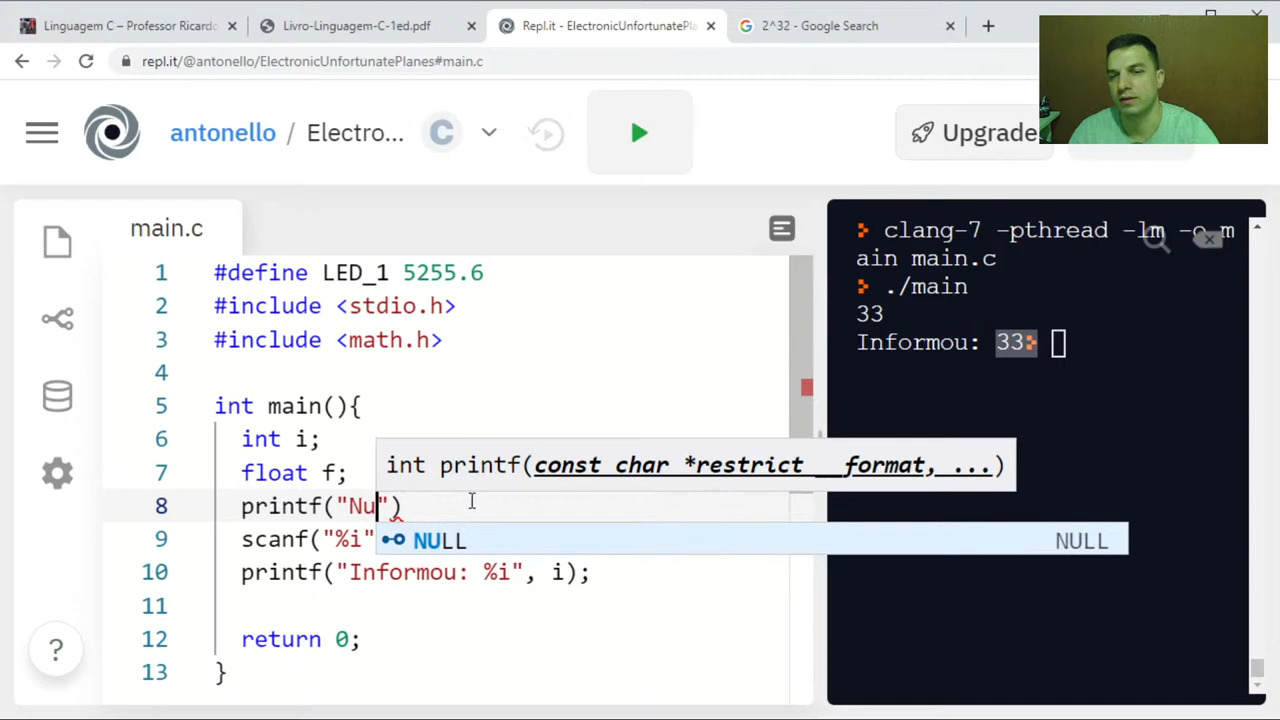 Linguagem C – Professor Ricardo
Livro-Linguagem-C-1ed.pdf
Repl.it - ElectronicUnfortunatePla
2^32 - Google Search
repl.it/@antonello/ElectronicUnfortunatePlanes#main.c
antonello / Electro... C
Upgrade
main.c
1 #define LED_1 5255.6
2 #include <stdio.h>
3 #include <math.h>
4
5 int main(){
6 int i;
7 float f;
int printf(const char *restrict __format, ...)
8 printf("Nu")
9 scanf("%i"
NULL NULL
10 printf("Informou: %i", i);
11
12 return 0;
13 }
?
clang-7 -pthread -lm -o m
ain main.c
./main
33
Informou: 33